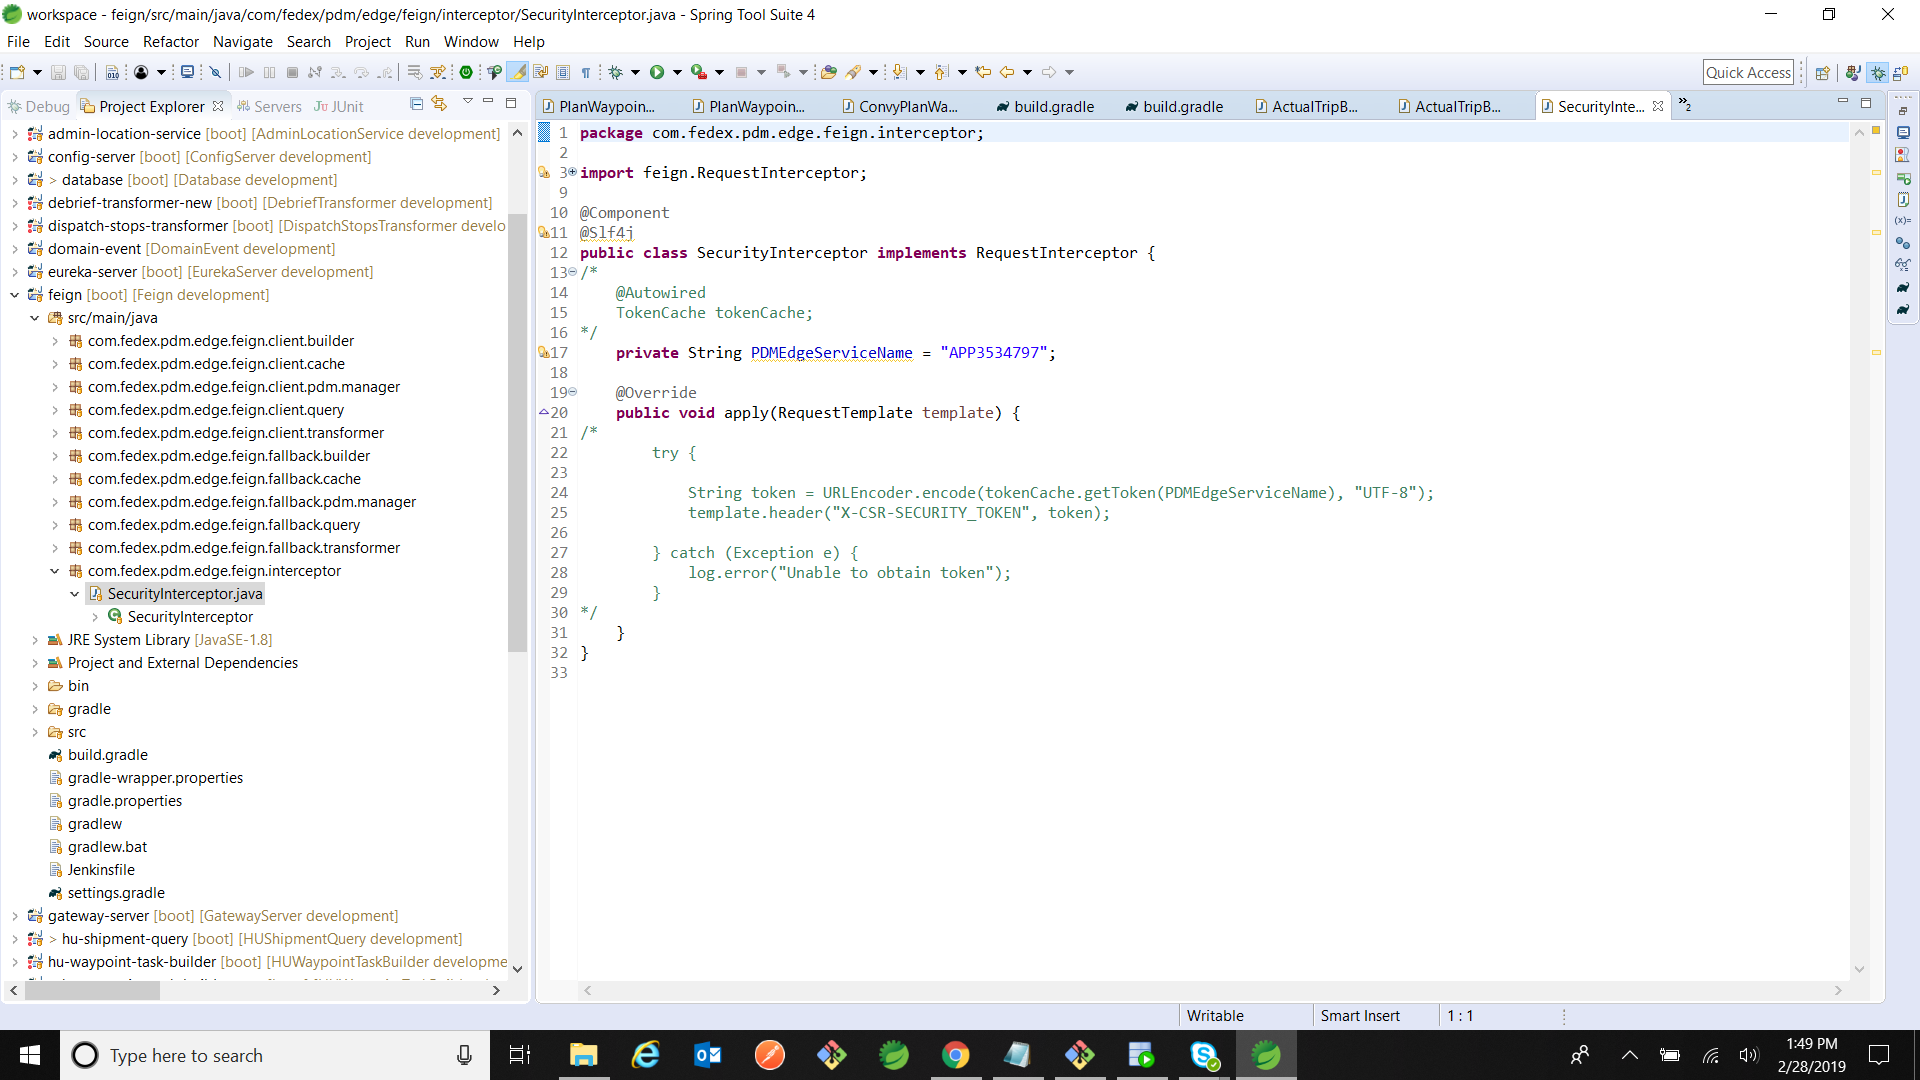 workspace - feign/src/main/java/com/fedex/pdm/edge/feign/interceptor/SecurityInterceptor.java - Spring Tool Suite 4
File Edit Source Refactor Navigate Search Project Run Window Help
Quick Access
Debug Project Explorer Servers JUnit
admin-location-service [boot] [AdminLocationService development]
config-server [boot] [ConfigServer development]
> database [boot] [Database development]
debrief-transformer-new [boot] [DebriefTransformer development]
dispatch-stops-transformer [boot] [DispatchStopsTransformer develo
domain-event [DomainEvent development]
eureka-server [boot] [EurekaServer development]
feign [boot] [Feign development]
src/main/java
com.fedex.pdm.edge.feign.client.builder
com.fedex.pdm.edge.feign.client.cache
com.fedex.pdm.edge.feign.client.pdm.manager
com.fedex.pdm.edge.feign.client.query
com.fedex.pdm.edge.feign.client.transformer
com.fedex.pdm.edge.feign.fallback.builder
com.fedex.pdm.edge.feign.fallback.cache
com.fedex.pdm.edge.feign.fallback.pdm.manager
com.fedex.pdm.edge.feign.fallback.query
com.fedex.pdm.edge.feign.fallback.transformer
com.fedex.pdm.edge.feign.interceptor
SecurityInterceptor.java
SecurityInterceptor
JRE System Library [JavaSE-1.8]
Project and External Dependencies
bin
gradle
src
build.gradle
gradle-wrapper.properties
gradle.properties
gradlew
gradlew.bat
Jenkinsfile
settings.gradle
gateway-server [boot] [GatewayServer development]
> hu-shipment-query [boot] [HUShipmentQuery development]
hu-waypoint-task-builder [boot] [HUWaypointTaskBuilder developme
PlanWaypoin... PlanWaypoin... ConvyPlanWa... build.gradle build.gradle ActualTripB... ActualTripB... SecurityInte... »2
1 package com.fedex.pdm.edge.feign.interceptor;
2
3 import feign.RequestInterceptor;
9
10 @Component
11 @Slf4j
12 public class SecurityInterceptor implements RequestInterceptor {
13 /*
14 @Autowired
15 TokenCache tokenCache;
16 */
17 private String PDMEdgeServiceName = "APP3534797";
18
19 @Override
20 public void apply(RequestTemplate template) {
21 /*
22 try {
23
24 String token = URLEncoder.encode(tokenCache.getToken(PDMEdgeServiceName), "UTF-8");
25 template.header("X-CSR-SECURITY_TOKEN", token);
26
27 } catch (Exception e) {
28 log.error("Unable to obtain token");
29 }
30 */
31 }
32 }
33
Writable Smart Insert 1 : 1
Type here to search
1:49 PM
2/28/2019